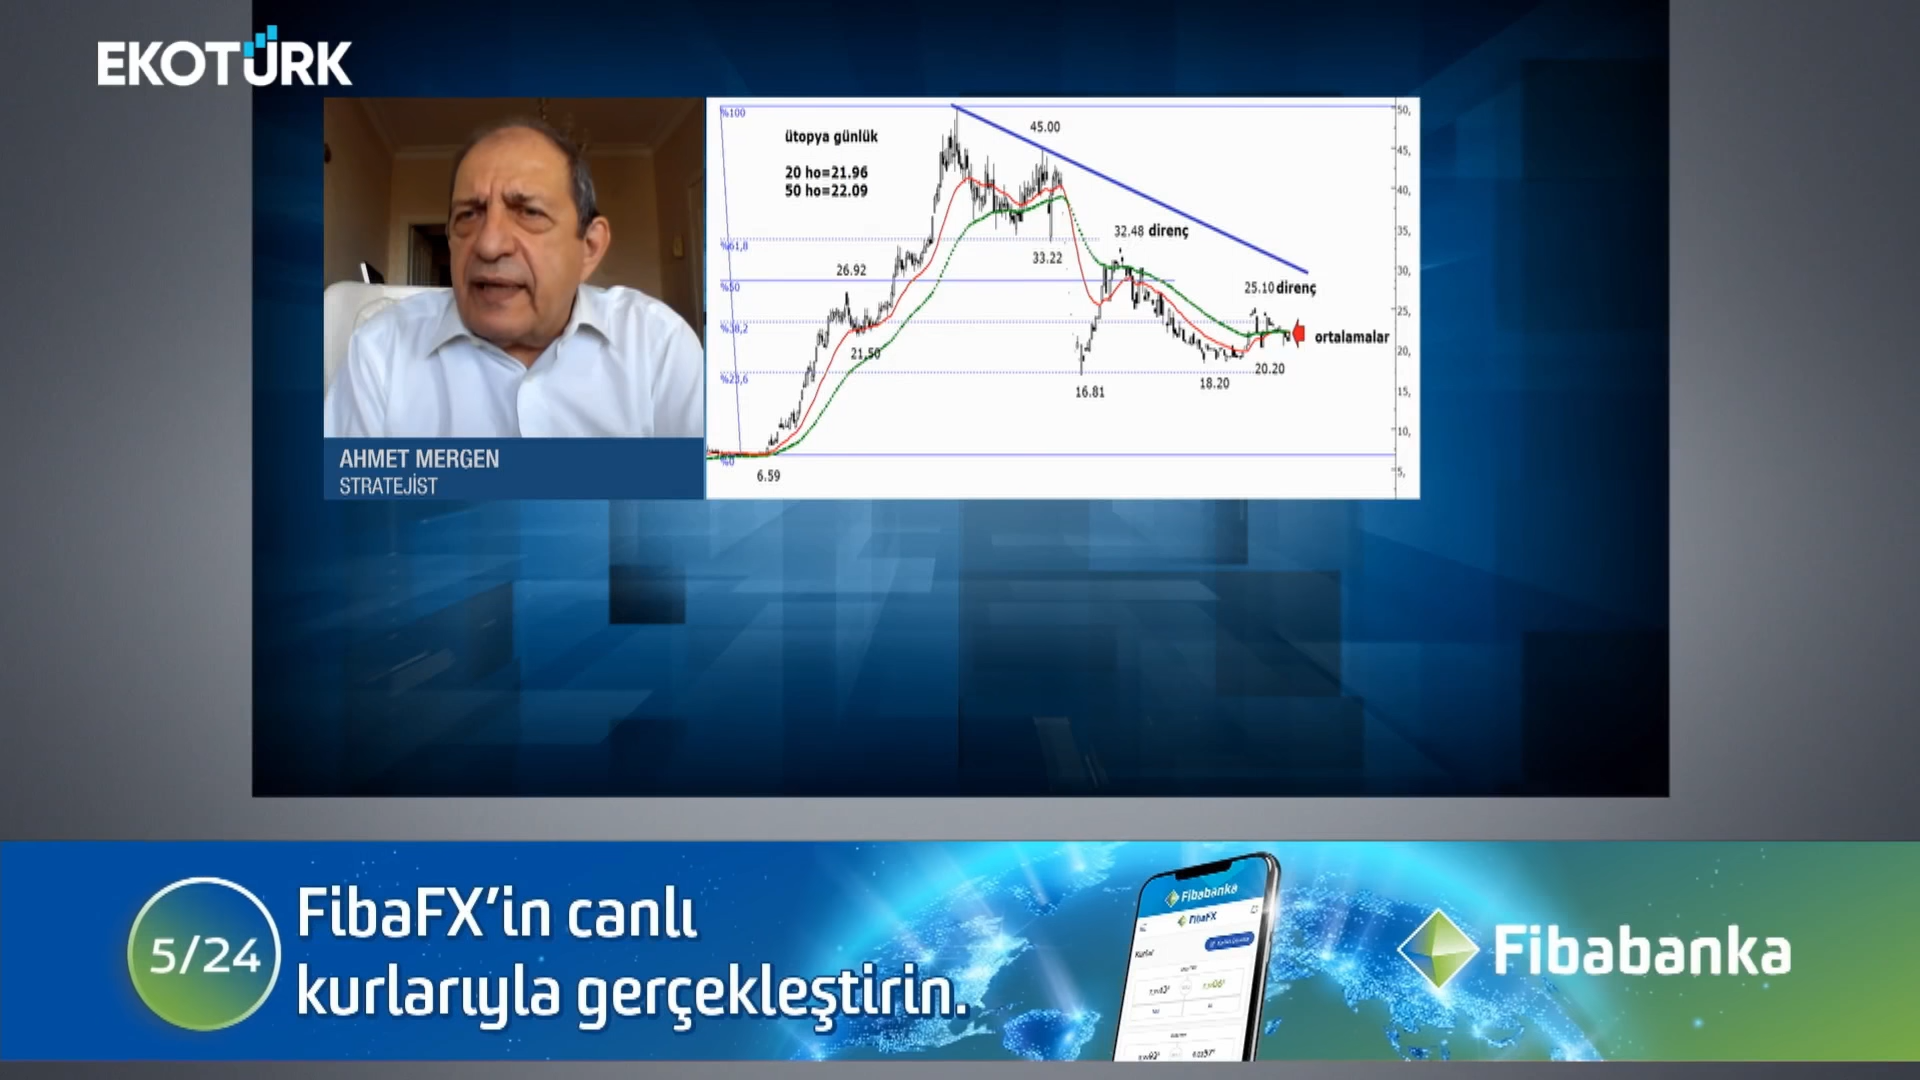 EKOTÜRK
%100
ütopya günlük
20 ho=21.96
50 ho=22.09
45.00
50,
45,
40,
35,
30,
25,
20,
15,
10,
5,
%61,8
32.48 direnç
33.22
26.92
%50
25.10 direnç
%38,2
ortalamalar
21.50
%23,6
16.81
18.20
20.20
%0
6.59
AHMET MERGEN
STRATEJİST
5/24
FibaFX'in canlı
kurlarıyla gerçekleştirin.
Fibabanka
FibaFX
Kurlar
Fibabanka